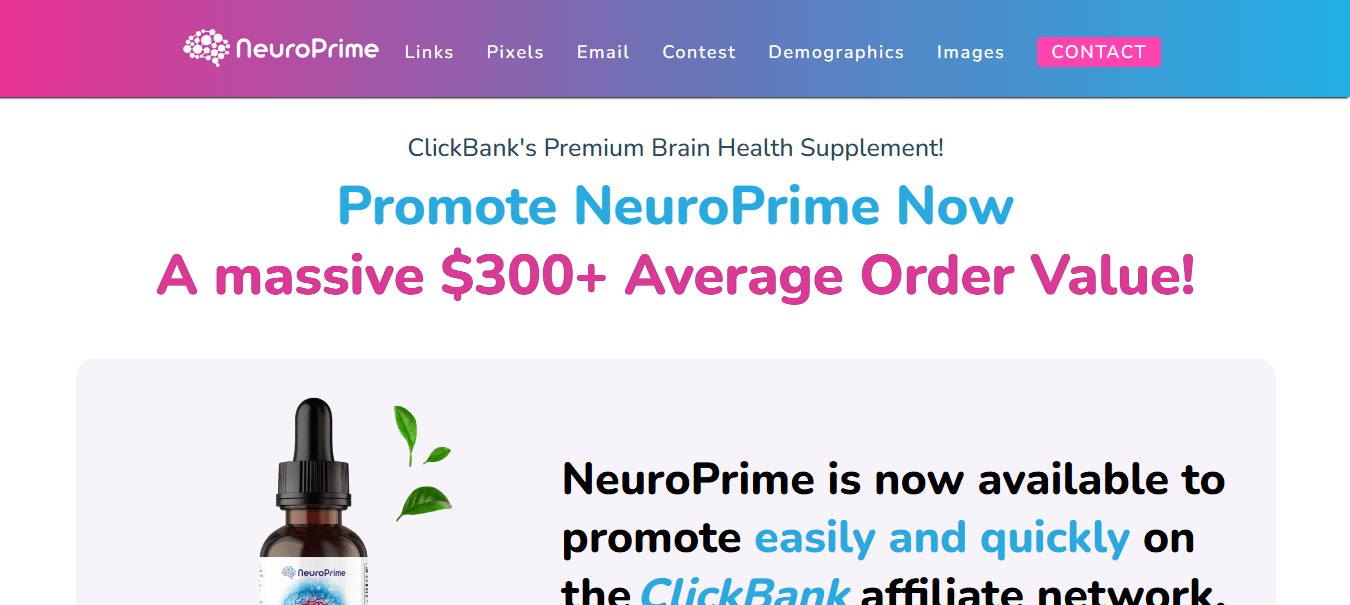 NeuroPrime Links Pixels Email Contest Demographics Images CONTACT
ClickBank's Premium Brain Health Supplement!
Promote NeuroPrime Now
A massive $300+ Average Order Value!
NeuroPrime is now available to
promote easily and quickly on
the ClickBank affiliate network.
NeuroPrime